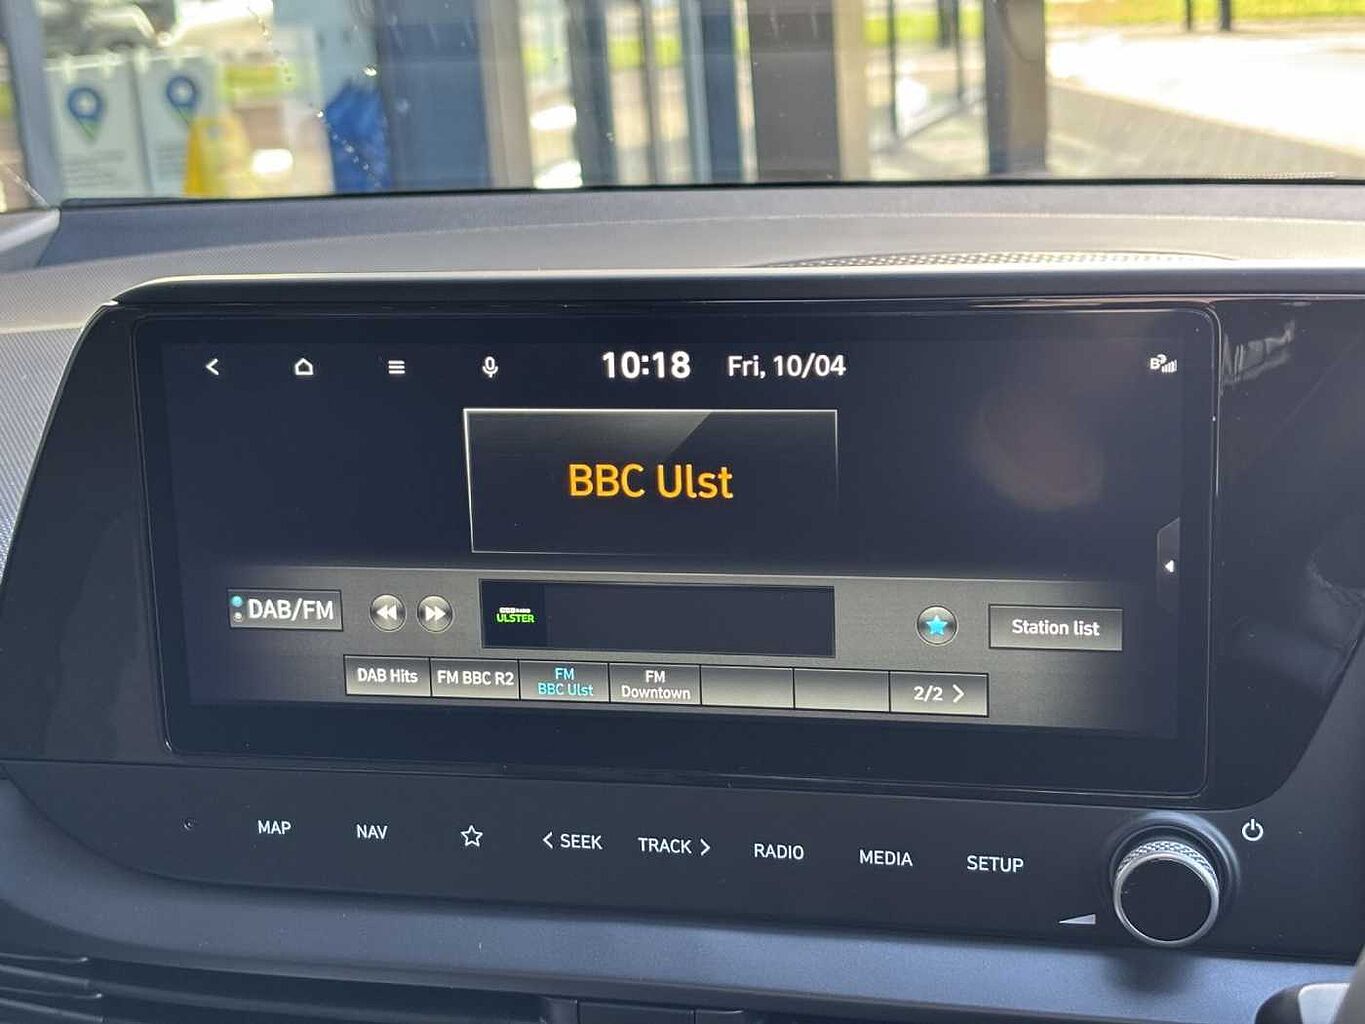 10:18 Fri, 10/04
BBC Ulst
DAB/FM
ULSTER
Station list
DAB Hits
FM BBC R2
FM
BBC Ulst
FM
Downtown
2/2 >
MAP
NAV
< SEEK
TRACK >
RADIO
MEDIA
SETUP